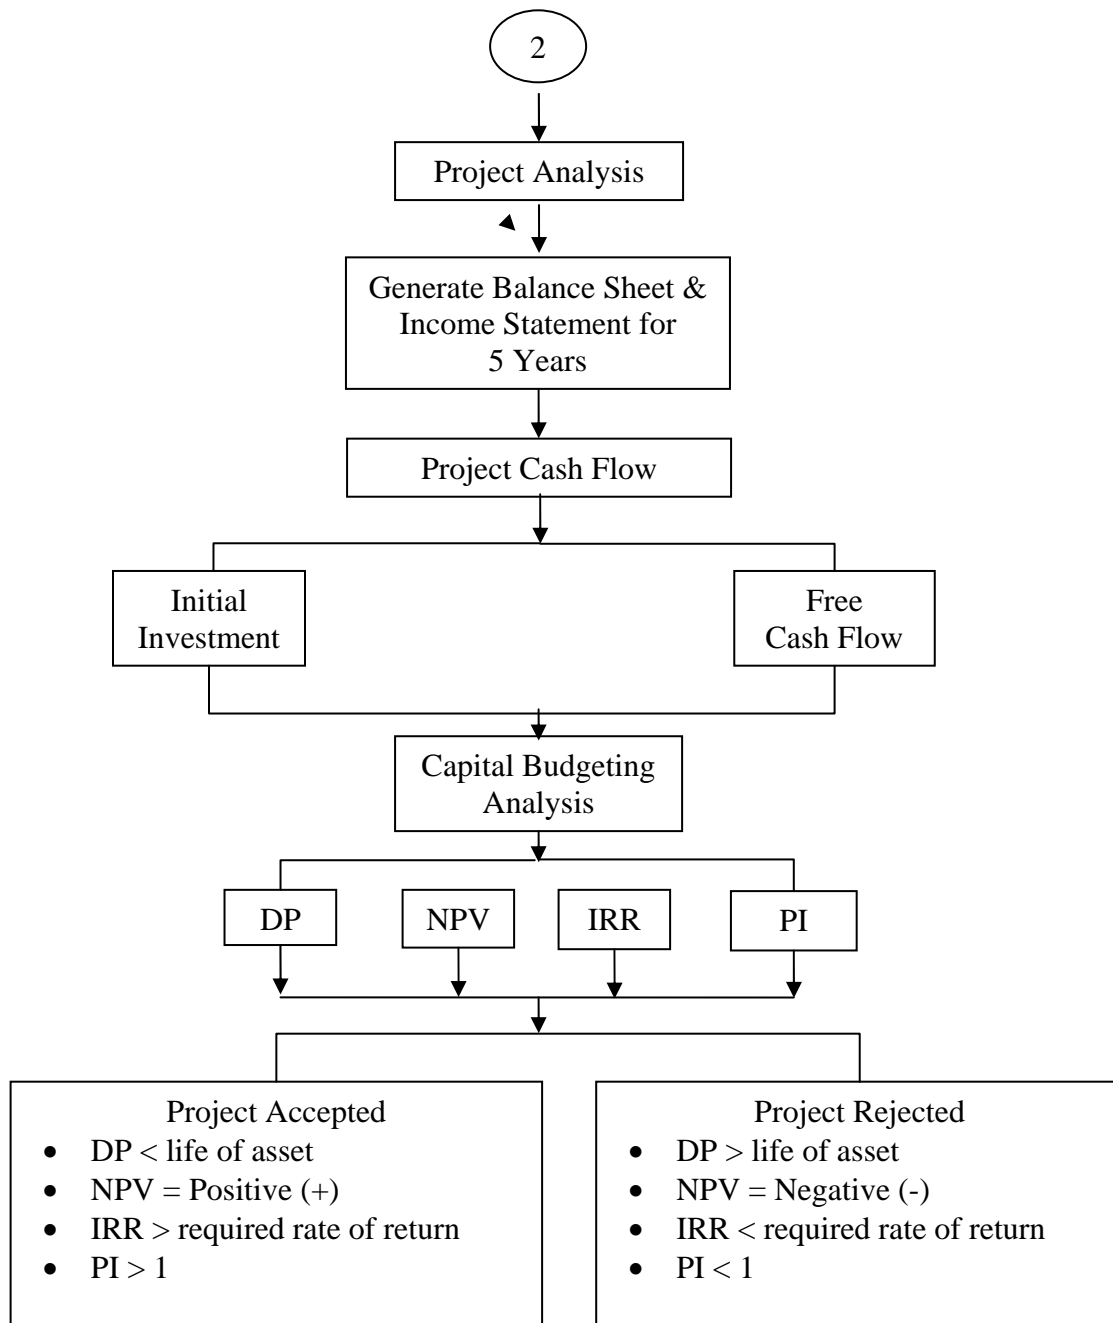 2
Project Analysis
Generate Balance Sheet &
Income Statement for
5 Years
Project Cash Flow
Initial
Investment
Free
Cash Flow
Capital Budgeting
Analysis
DP
NPV
IRR
PI
Project Accepted
• DP < life of asset
• NPV = Positive (+)
• IRR > required rate of return
• PI > 1
Project Rejected
• DP > life of asset
• NPV = Negative (-)
• IRR < required rate of return
• PI < 1